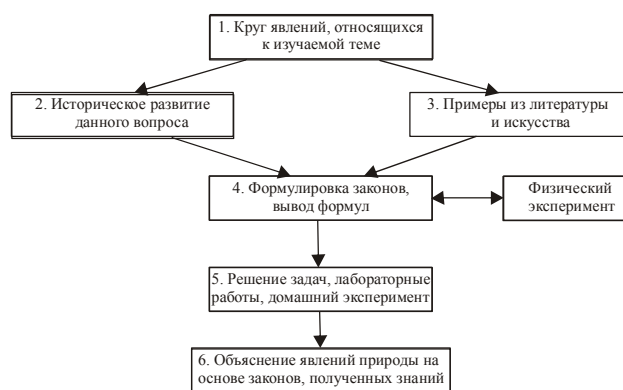 1. Круг явлений, относящихся
к изучаемой теме
2. Историческое развитие
данного вопроса
3. Примеры из литературы
и искусства
4. Формулировка законов,
вывод формул
Физический
эксперимент
5. Решение задач, лабораторные
работы, домашний эксперимент
6. Объяснение явлений природы на
основе законов, полученных знаний